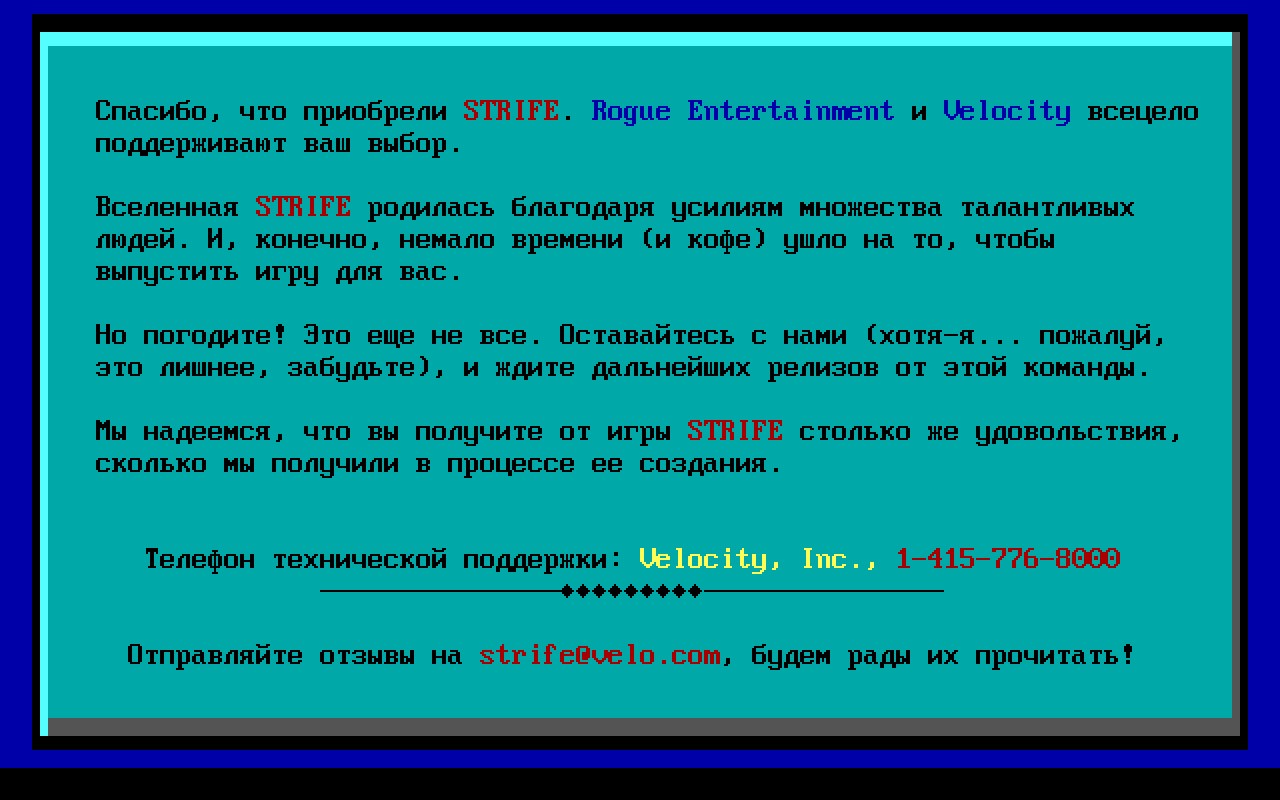 Спасибо, что приобрели STRIFE. Rogue Entertainment и Velocity всецело
поддерживают ваш выбор.
Вселенная STRIFE родилась благодаря усилиям множества талантливых
людей. И, конечно, немало времени (и кофе) ушло на то, чтобы
выпустить игру для вас.
Но погодите! Это еще не все. Оставайтесь с нами (хотя-я... пожалуй,
это лишнее, забудьте), и ждите дальнейших релизов от этой команды.
Мы надеемся, что вы получите от игры STRIFE столько же удовольствия,
сколько мы получили в процессе ее создания.
Телефон технической поддержки: Velocity, Inc., 1-415-776-8000
Отправляйте отзывы на strife@velo.com, будем рады их прочитать!